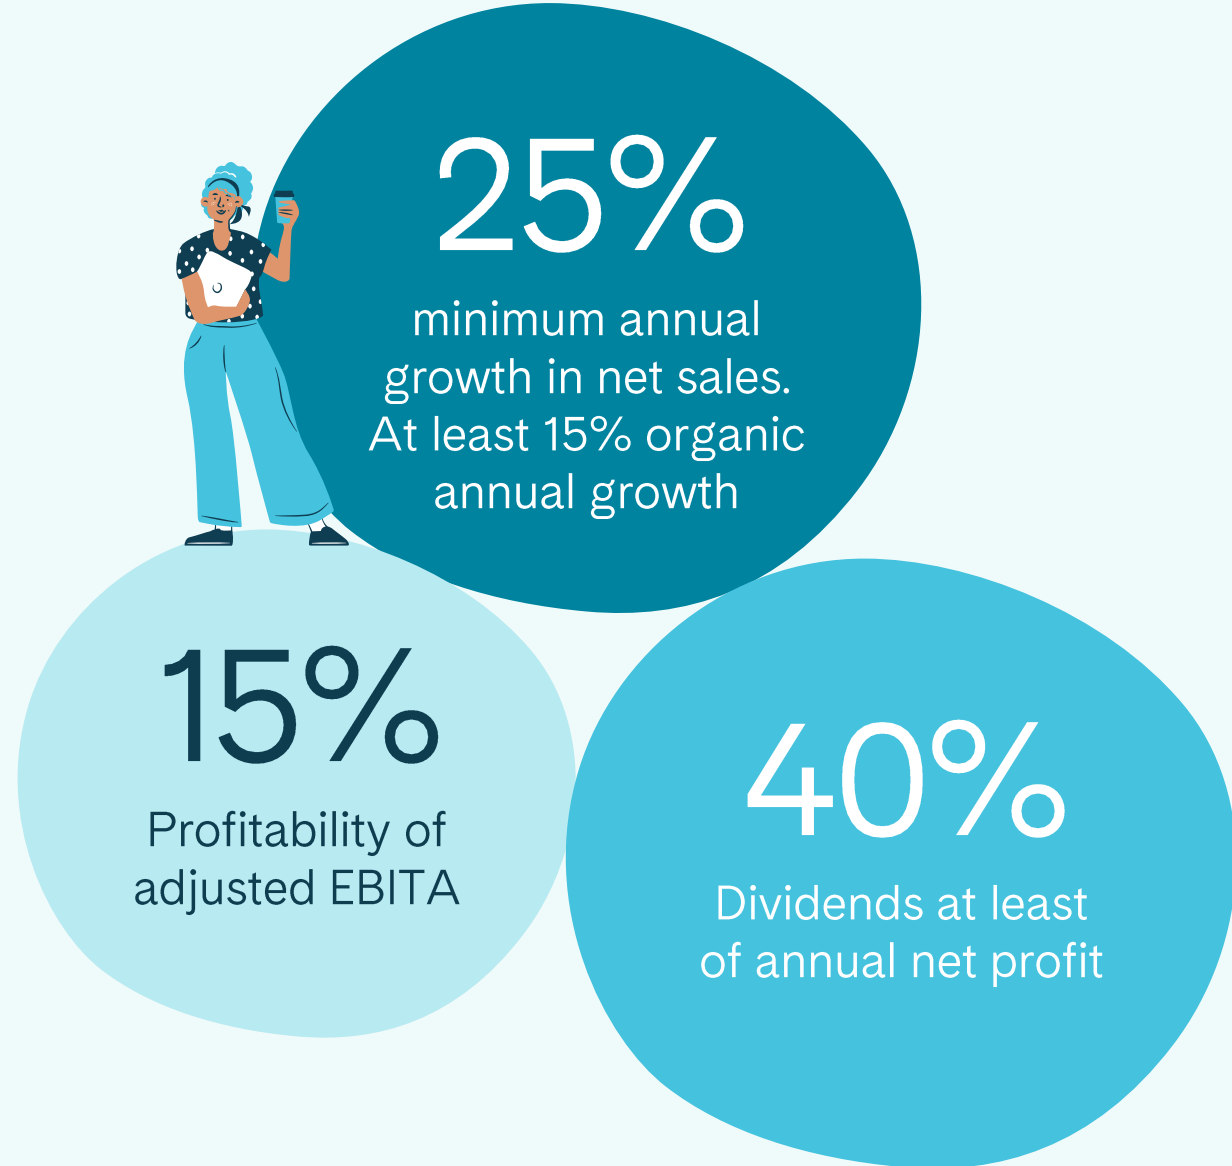 25%
minimum annual
growth in net sales.
At least 15% organic
annual growth
15%
Profitability of
adjusted EBITA
40%
Dividends at least
of annual net profit